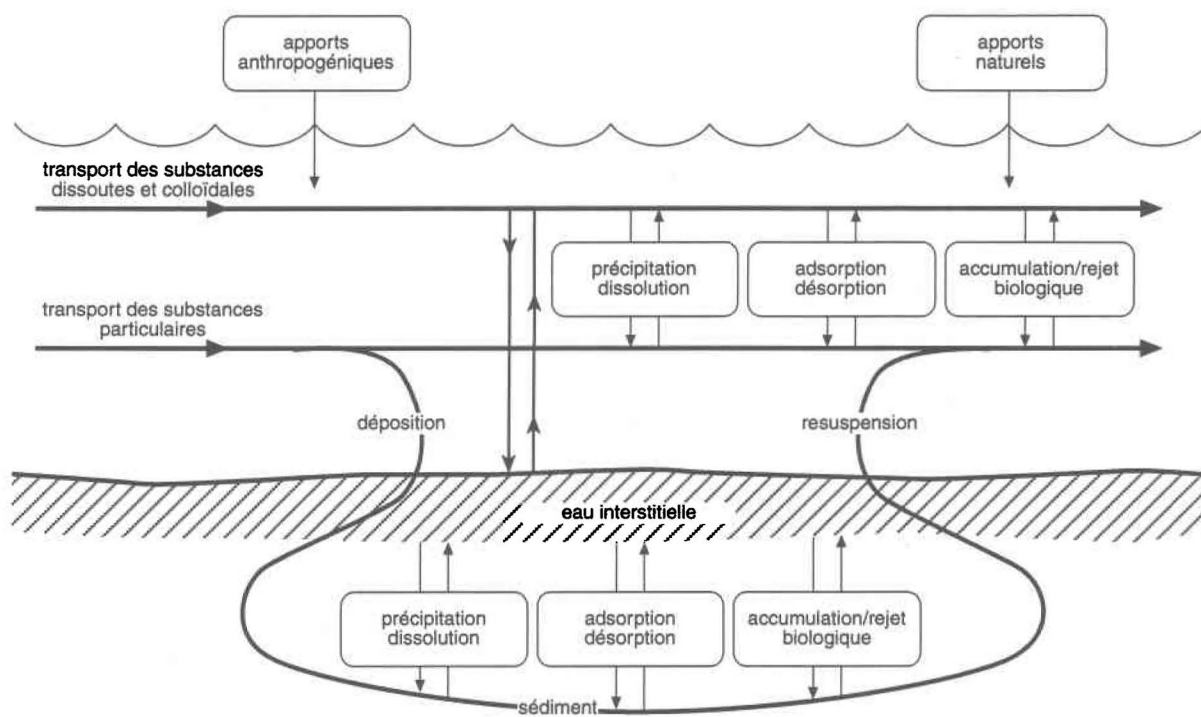 apports
anthropogéniques
apports
naturels
transport des substances
dissoutes et colloïdales
précipitation
dissolution
adsorption
désorption
accumulation/rejet
biologique
transport des substances
particulaires
déposition
resuspension
eau interstitielle
précipitation
dissolution
adsorption
désorption
accumulation/rejet
biologique
sédiment